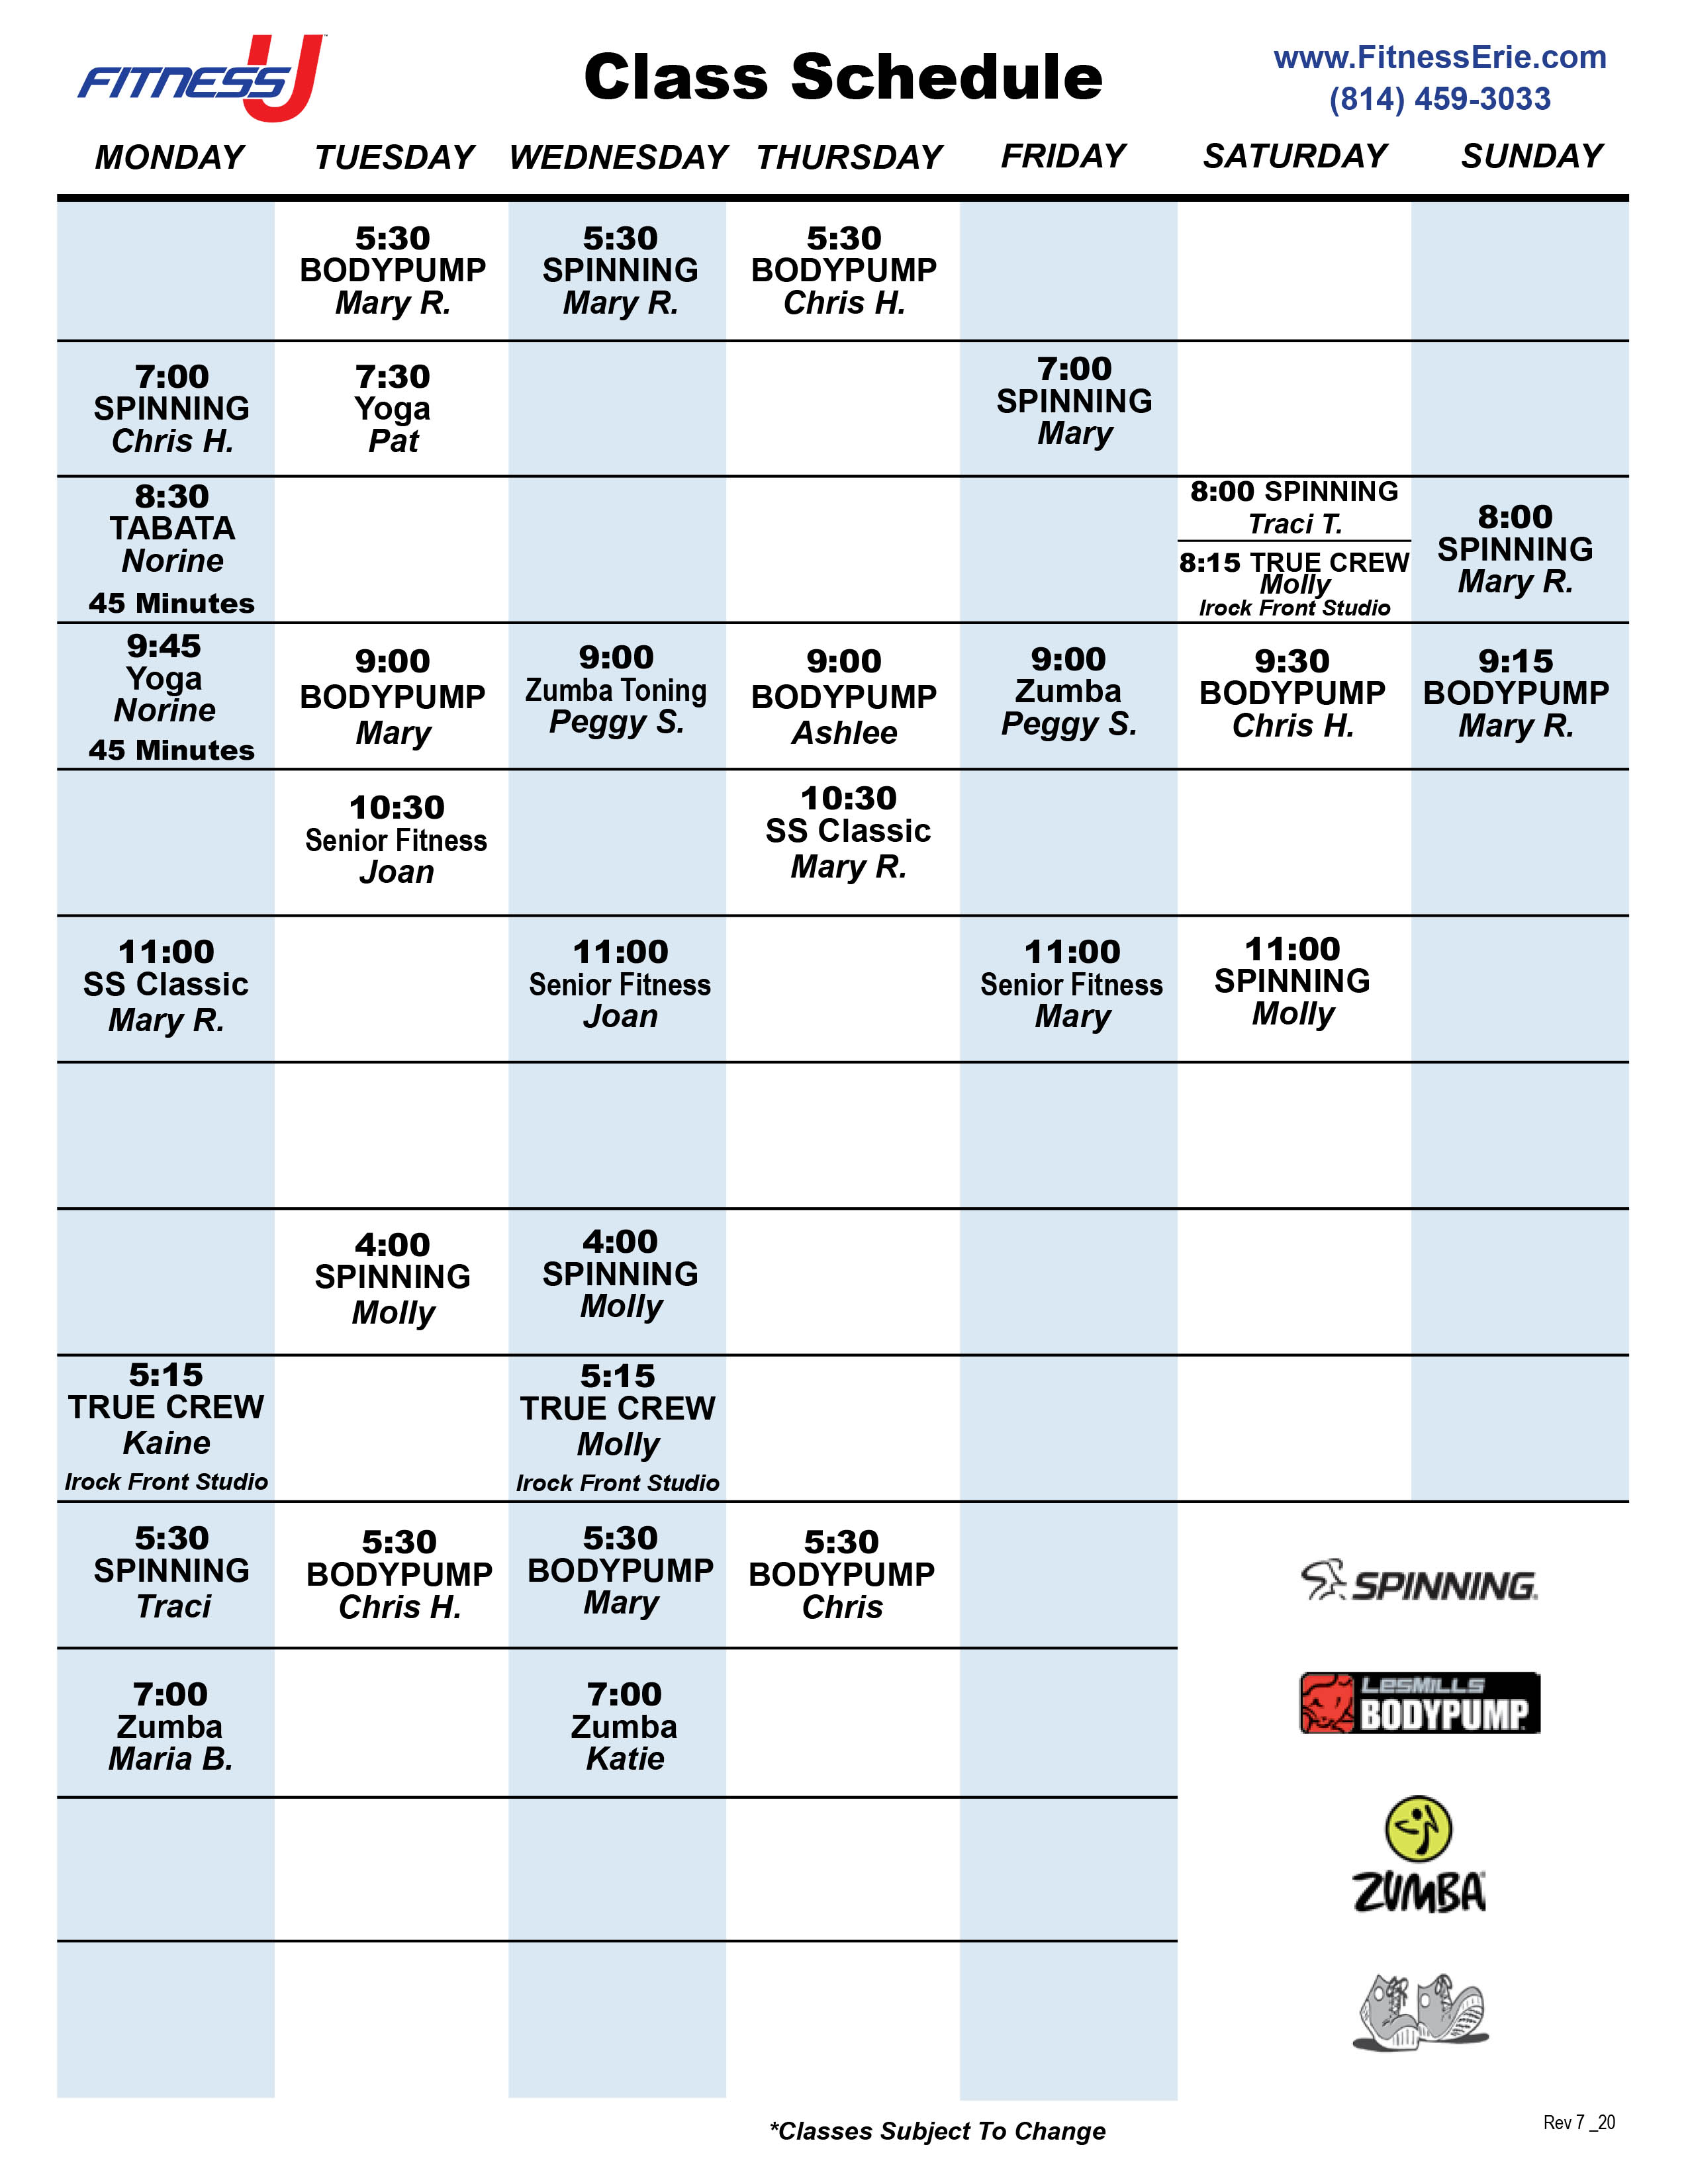 FITNESS U™
Class Schedule
www.FitnessErie.com
(814) 459-3033
MONDAY TUESDAY WEDNESDAY THURSDAY FRIDAY SATURDAY SUNDAY
5:30
BODYPUMP
Mary R.
5:30
SPINNING
Mary R.
5:30
BODYPUMP
Chris H.
7:00
SPINNING
Chris H.
7:30
Yoga
Pat
7:00
SPINNING
Mary
8:30
TABATA
Norine
45 Minutes
8:00 SPINNING
Traci T.
8:15 TRUE CREW
Molly
Irock Front Studio
8:00
SPINNING
Mary R.
9:45
Yoga
Norine
45 Minutes
9:00
BODYPUMP
Mary
9:00
Zumba Toning
Peggy S.
9:00
BODYPUMP
Ashlee
9:00
Zumba
Peggy S.
9:30
BODYPUMP
Chris H.
9:15
BODYPUMP
Mary R.
10:30
Senior Fitness
Joan
10:30
SS Classic
Mary R.
11:00
SS Classic
Mary R.
11:00
Senior Fitness
Joan
11:00
Senior Fitness
Mary
11:00
SPINNING
Molly
4:00
SPINNING
Molly
4:00
SPINNING
Molly
5:15
TRUE CREW
Kaine
Irock Front Studio
5:15
TRUE CREW
Molly
Irock Front Studio
5:30
SPINNING
Traci
5:30
BODYPUMP
Chris H.
5:30
BODYPUMP
Mary
5:30
BODYPUMP
Chris
SPINNING
7:00
Zumba
Maria B.
7:00
Zumba
Katie
LESMILLS
BODYPUMP
ZUMBA
*Classes Subject To Change
Rev 7 _20